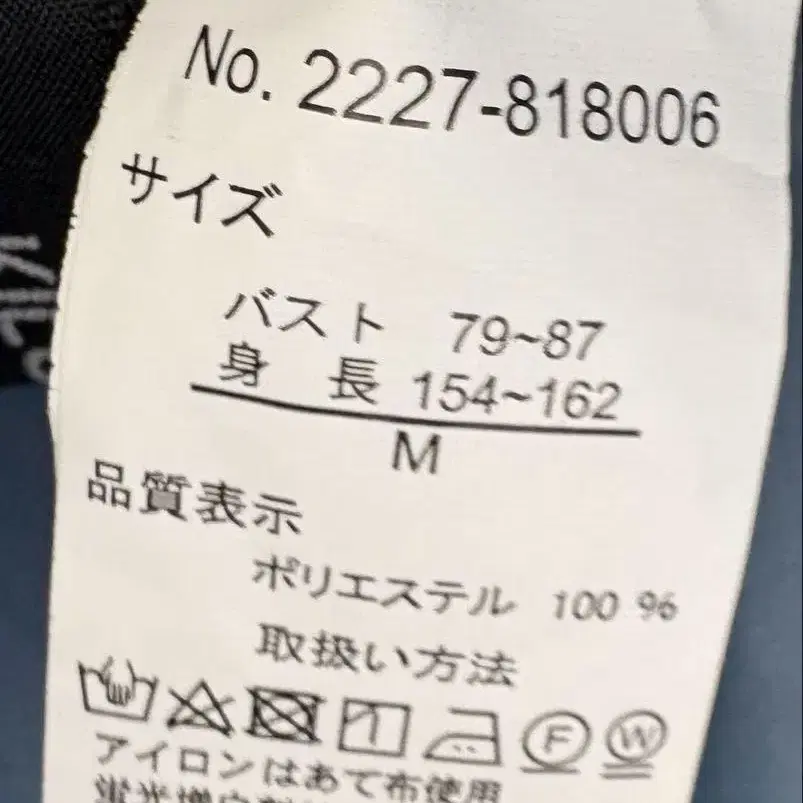 No. 2227-818006
サイズ
バスト 79~87
身 長 154~162
M
品質表示
ポリエステル 100 %
取扱い方法
F W
アイロンはあて布使用